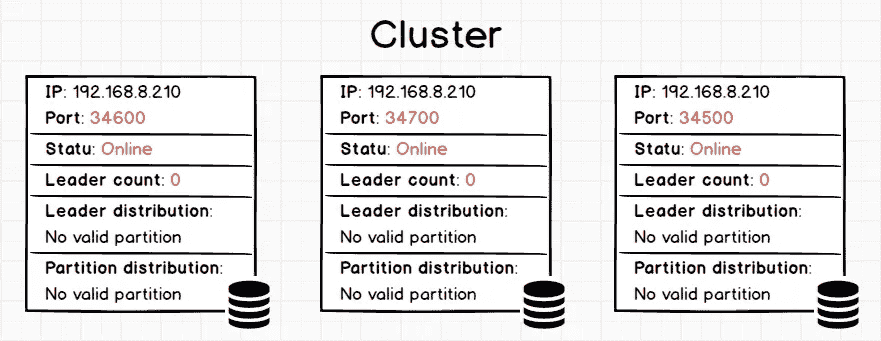 Cluster
IP: 192.168.8.210
Port: 34600
Statu: Online
Leader count: 0
Leader distribution:
No valid partition
Partition distribution:
No valid partition
IP: 192.168.8.210
Port: 34700
Statu: Online
Leader count: 0
Leader distribution:
No valid partition
Partition distribution:
No valid partition
IP: 192.168.8.210
Port: 34500
Statu: Online
Leader count: 0
Leader distribution:
No valid partition
Partition distribution:
No valid partition